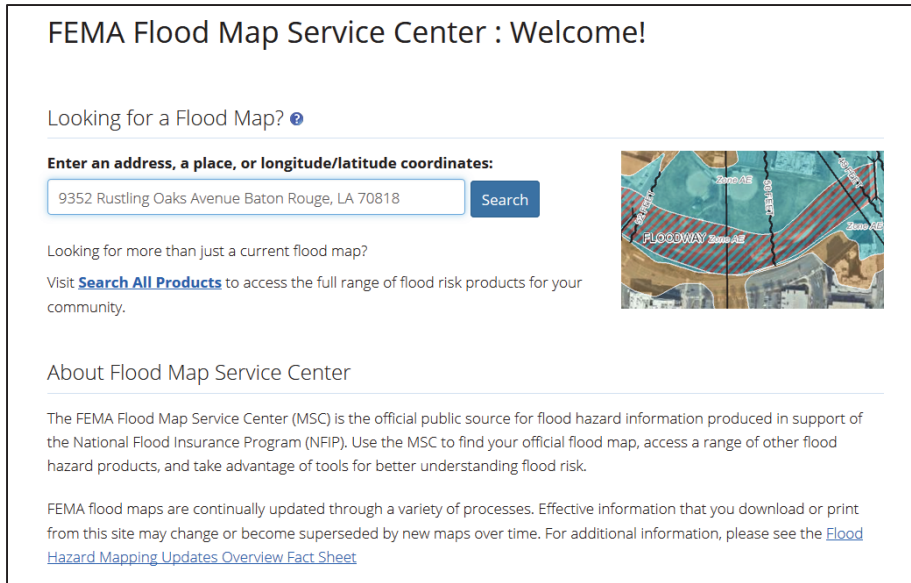 FEMA Flood Map Service Center : Welcome!
Looking for a Flood Map?
Enter an address, a place, or longitude/latitude coordinates:
9352 Rustling Oaks Avenue Baton Rouge, LA 70818
Search
Looking for more than just a current flood map?
Visit Search All Products to access the full range of flood risk products for your
community.
Zone AE
FLOODWAY Zone AE
Zone AE
About Flood Map Service Center
The FEMA Flood Map Service Center (MSC) is the official public source for flood hazard information produced in support of
the National Flood Insurance Program (NFIP). Use the MSC to find your official flood map, access a range of other flood
hazard products, and take advantage of tools for better understanding flood risk.
FEMA flood maps are continually updated through a variety of processes. Effective information that you download or print
from this site may change or become superseded by new maps over time. For additional information, please see the Flood
Hazard Mapping Updates Overview Fact Sheet